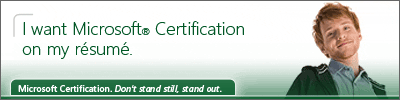 I want Microsoft® Certification
on my résumé.
Microsoft Certification. Don't stand still, stand out.